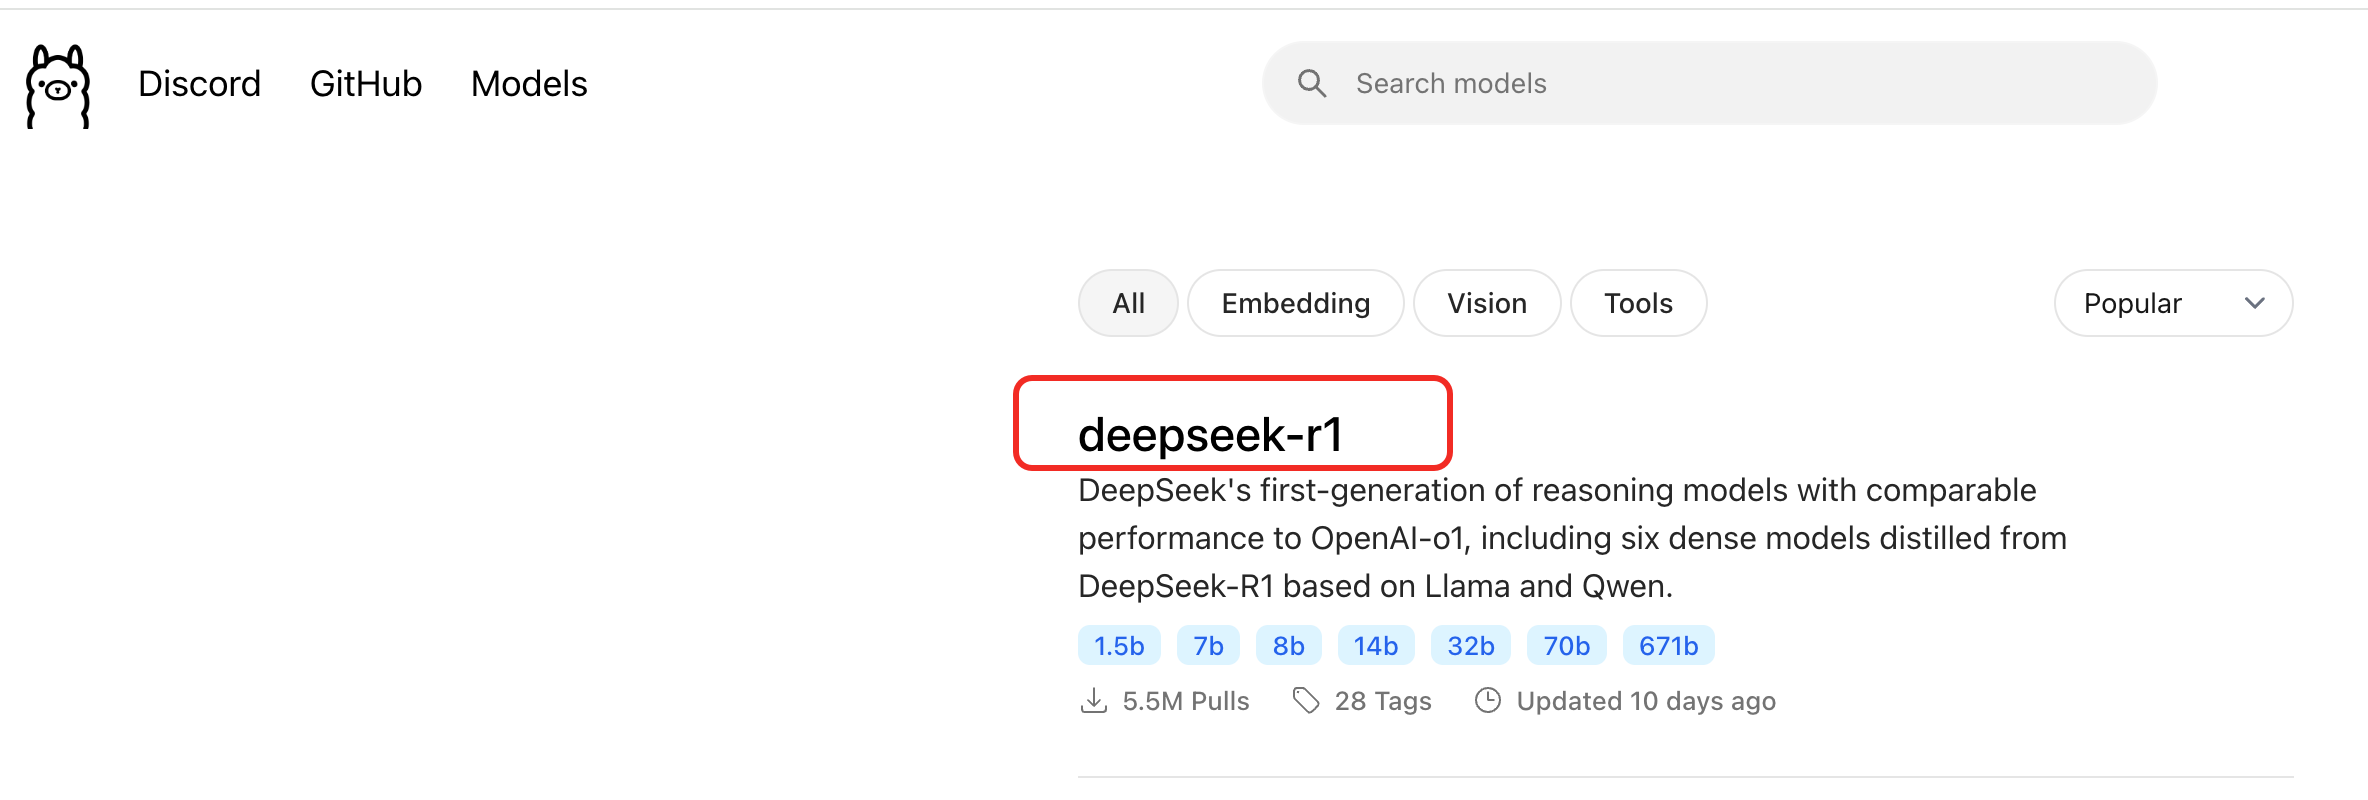 Discord GitHub Models
Search models
All Embedding Vision Tools Popular
deepseek-r1
DeepSeek's first-generation of reasoning models with comparable
performance to OpenAI-o1, including six dense models distilled from
DeepSeek-R1 based on Llama and Qwen.
1.5b 7b 8b 14b 32b 70b 671b
5.5M Pulls 28 Tags Updated 10 days ago